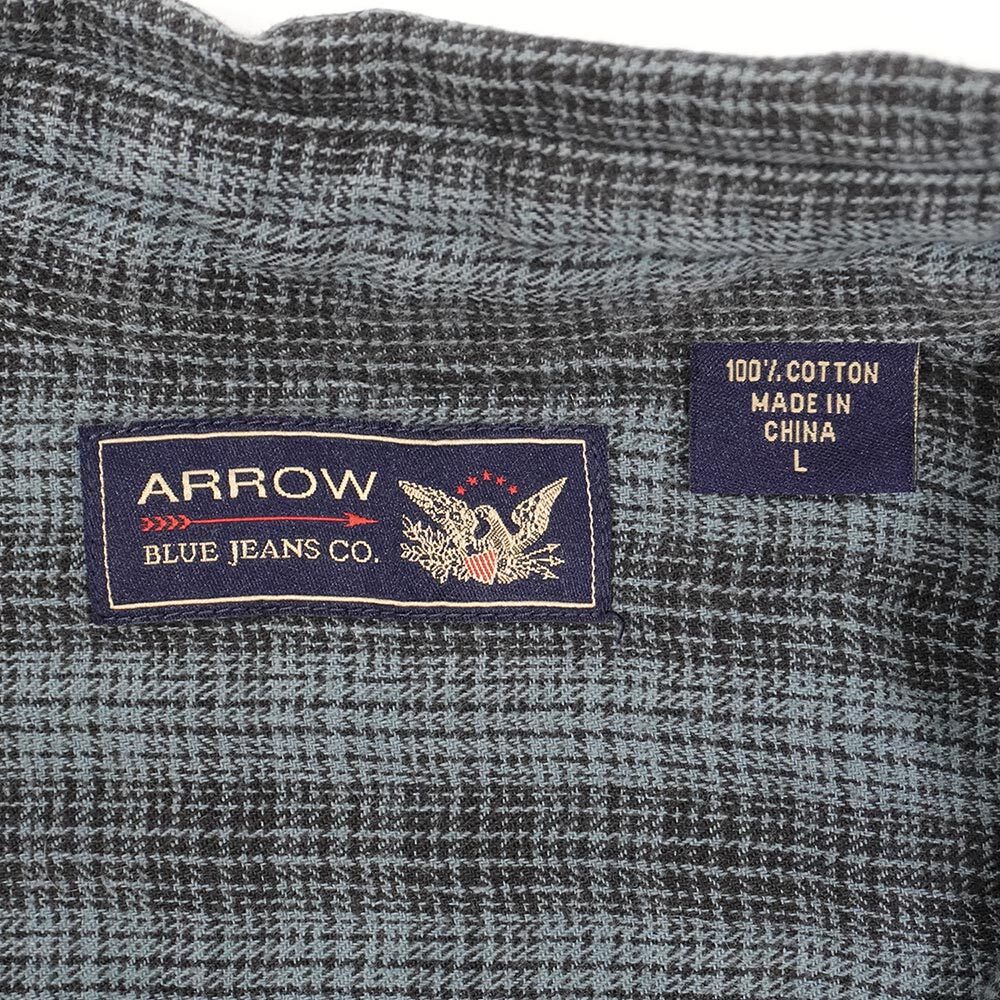 ARROW
BLUE JEANS CO.
100% COTTON
MADE IN
CHINA
L